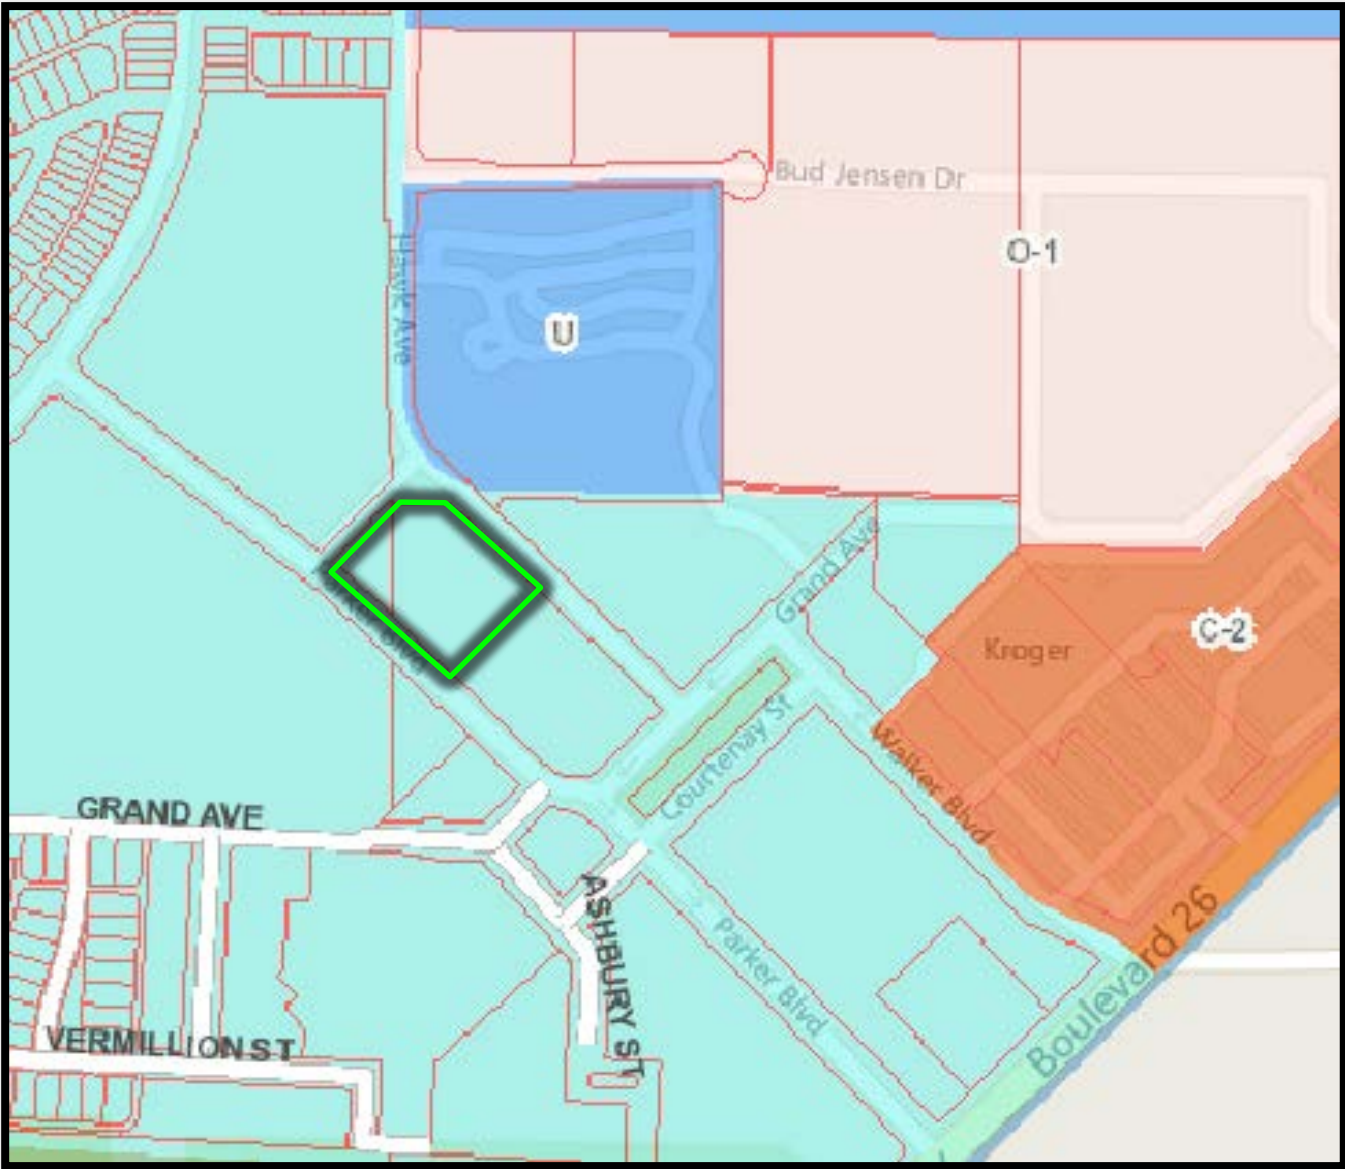 Bud Jensen Dr
O-1
Hawk Ave
U
Grand Ave
Kroger
C-2
Courtenay St
Walker Blvd
GRAND AVE
ASHBURY ST
Parker Blvd
Boulevard 26
VERMILLION ST